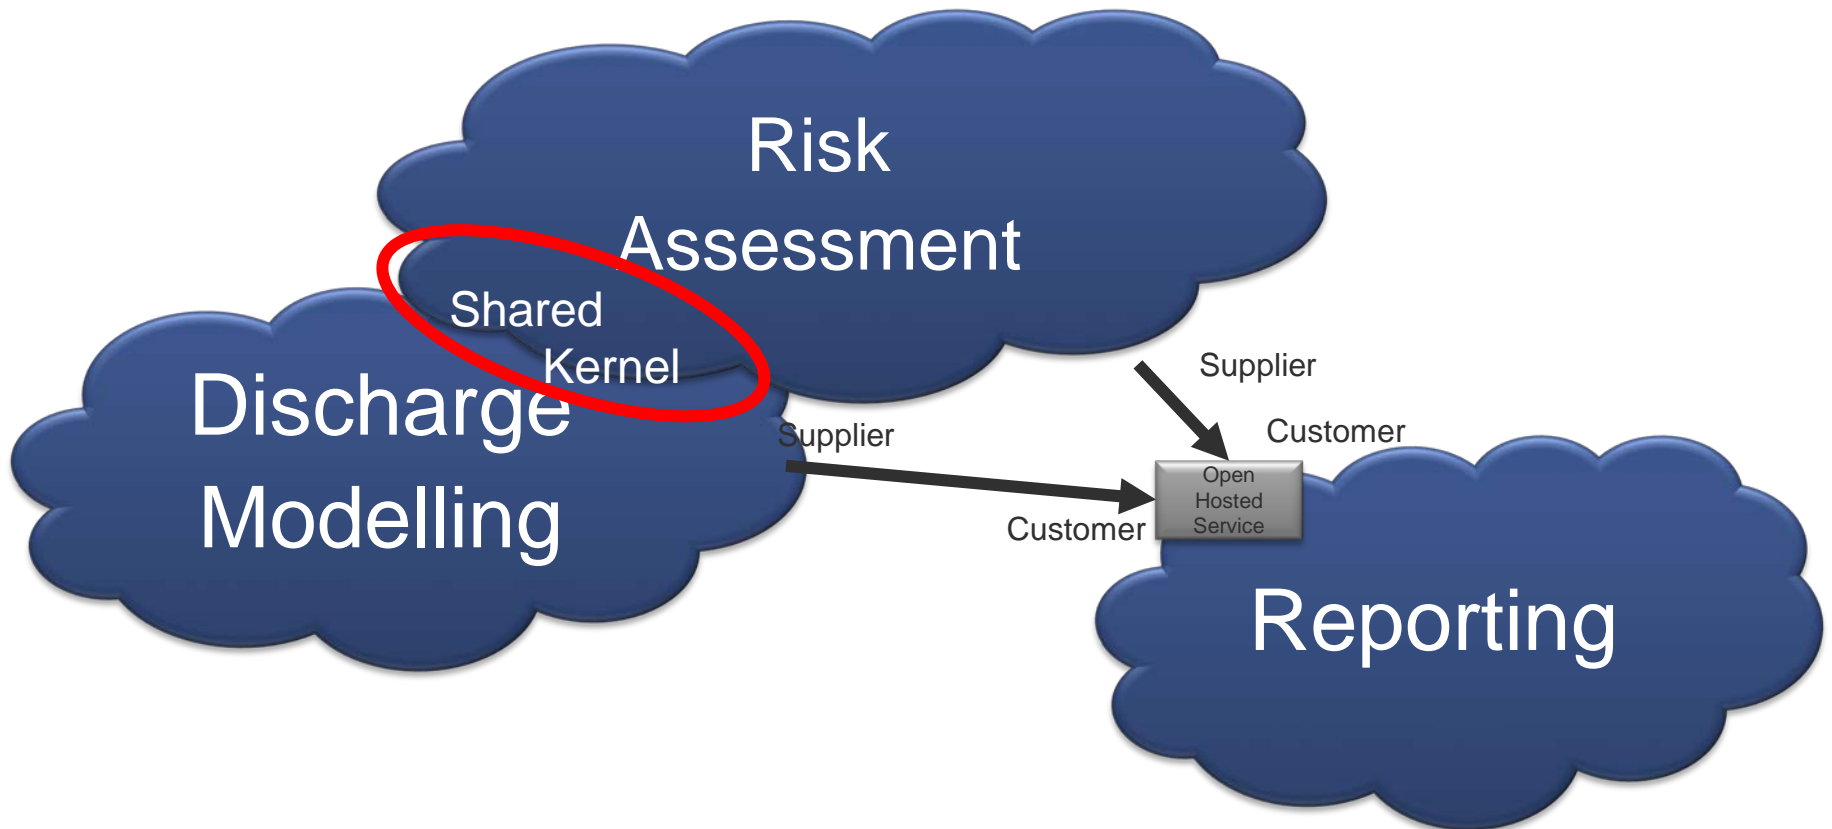 Risk
Assessment
Shared
Kernel
Discharge
Modelling
Supplier
Customer
Supplier
Customer
Open
Hosted
Service
Reporting